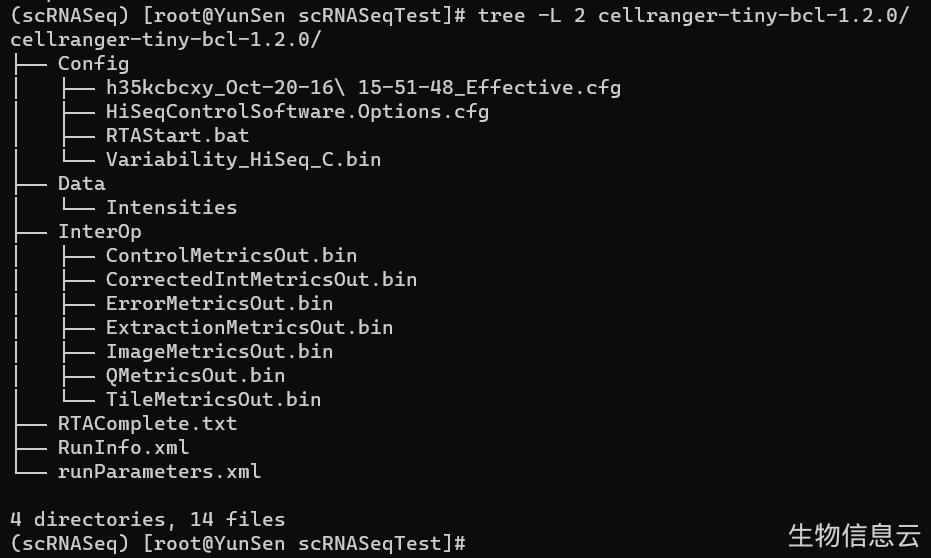 (scRNASeq) [root@YunSen scRNASeqTest]# tree -L 2 cellranger-tiny-bcl-1.2.0/
cellranger-tiny-bcl-1.2.0/
├── Config
│   ├── h35kcbcxy_Oct-20-16\ 15-51-48_Effective.cfg
│   ├── HiSeqControlSoftware.Options.cfg
│   ├── RTAStart.bat
│   └── Variability_HiSeq_C.bin
├── Data
│   └── Intensities
├── InterOp
│   ├── ControlMetricsOut.bin
│   ├── CorrectedIntMetricsOut.bin
│   ├── ErrorMetricsOut.bin
│   ├── ExtractionMetricsOut.bin
│   ├── ImageMetricsOut.bin
│   ├── QMetricsOut.bin
│   └── TileMetricsOut.bin
├── RTAComplete.txt
├── RunInfo.xml
└── runParameters.xml
4 directories, 14 files
(scRNASeq) [root@YunSen scRNASeqTest]#
生物信息云